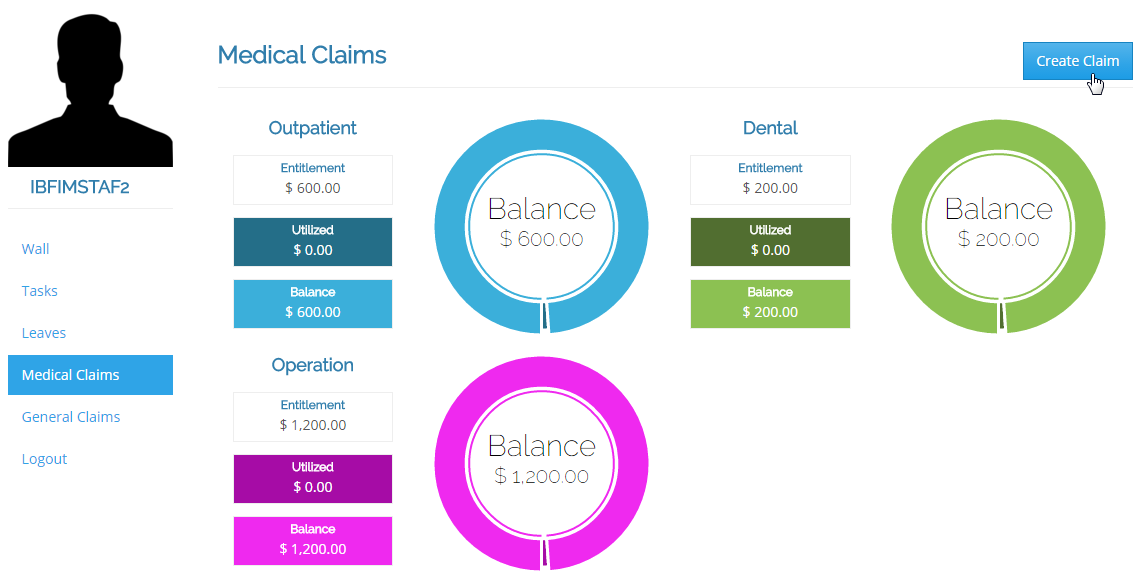 IBFIMSTAF2
Wall
Tasks
Leaves
Medical Claims
General Claims
Logout
Medical Claims
Create Claim
Outpatient
Entitlement
$ 600.00
Utilized
$ 0.00
Balance
$ 600.00
Balance
$ 600.00
Dental
Entitlement
$ 200.00
Utilized
$ 0.00
Balance
$ 200.00
Balance
$ 200.00
Operation
Entitlement
$ 1,200.00
Utilized
$ 0.00
Balance
$ 1,200.00
Balance
$ 1,200.00